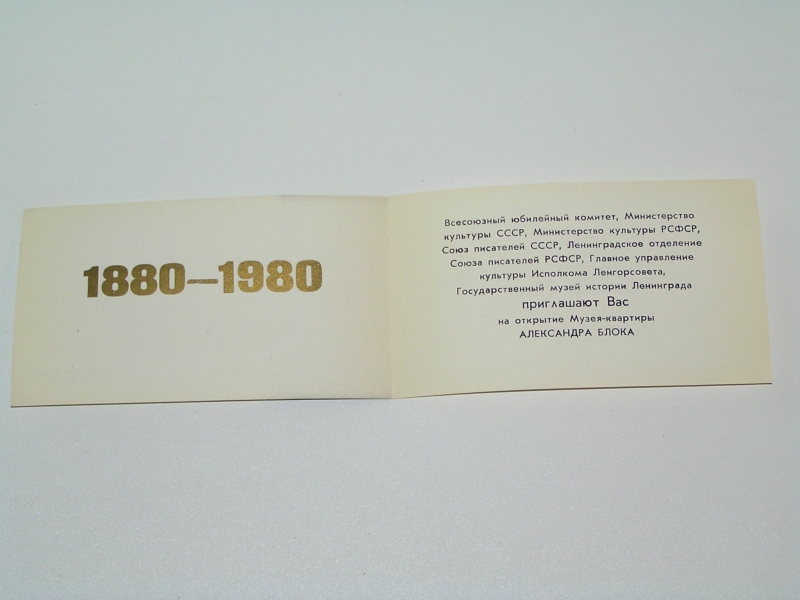 1880—1980
Всесоюзный юбилейный комитет, Министерство
культуры СССР, Министерство культуры РСФСР,
Союз писателей СССР, Ленинградское отделение
Союза писателей РСФСР, Главное управление
культуры Исполкома Ленгорсовета,
Государственный музей истории Ленинграда
приглашают Вас
на открытие Музея-квартиры
АЛЕКСАНДРА БЛОКА